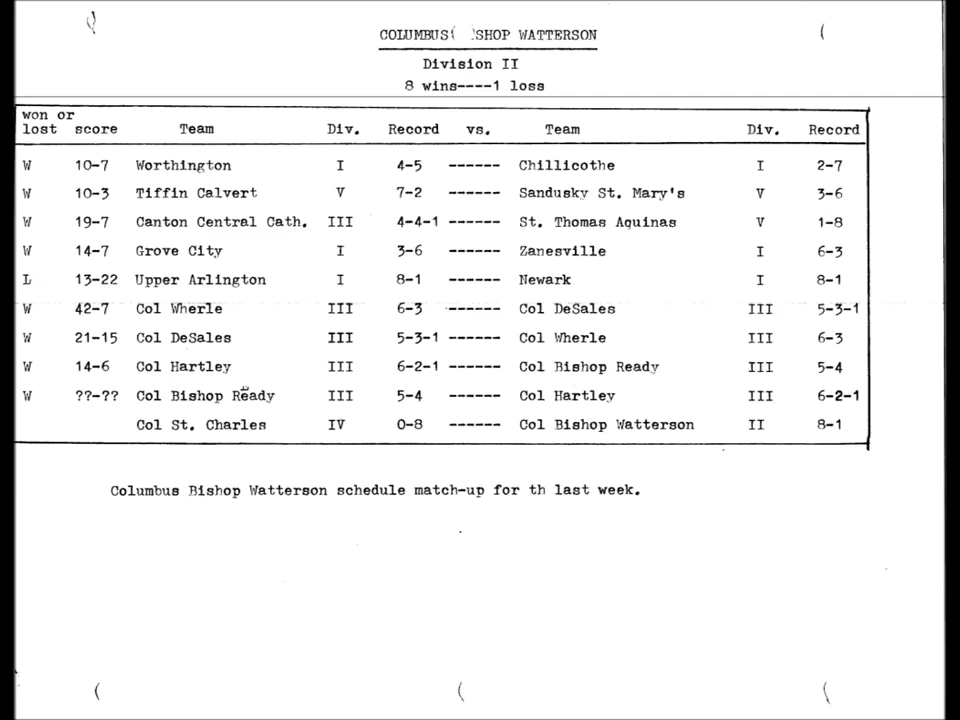 COLUMBUS SHOP WATTERSON
Division II
8 wins----1 loss
won or
lost score Team Div. Record vs. Team Div. Record
W 10-7 Worthington I 4-5 ------ Chillicothe I 2-7
W 10-3 Tiffin Calvert V 7-2 ------ Sandusky St. Mary's V 3-6
W 19-7 Canton Central Cath. III 4-4-1 ------ St. Thomas Aquinas V 1-8
W 14-7 Grove City I 3-6 ------ Zanesville I 6-3
L 13-22 Upper Arlington I 8-1 ------ Newark I 8-1
W 42-7 Col Wherle III 6-3 ------ Col DeSales III 5-3-1
W 21-15 Col DeSales III 5-3-1 ------ Col Wherle III 6-3
W 14-6 Col Hartley III 6-2-1 ------ Col Bishop Ready III 5-4
W ??-?? Col Bishop Ready III 5-4 ------ Col Hartley III 6-2-1
Col St. Charles IV 0-8 ------ Col Bishop Watterson II 8-1
Columbus Bishop Watterson schedule match-up for th last week.